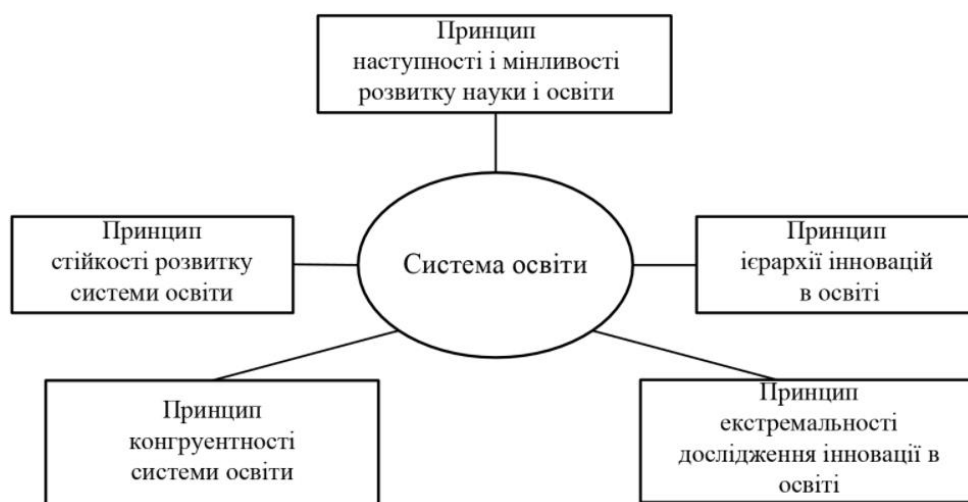 Принцип
наступності і мінливості
розвитку науки і освіти
Принцип
стійкості розвитку
системи освіти
Система освіти
Принцип
ієрархії інновацій
в освіті
Принцип
конгруентності
системи освіти
Принцип
екстремальності
дослідження інновації в
освіті